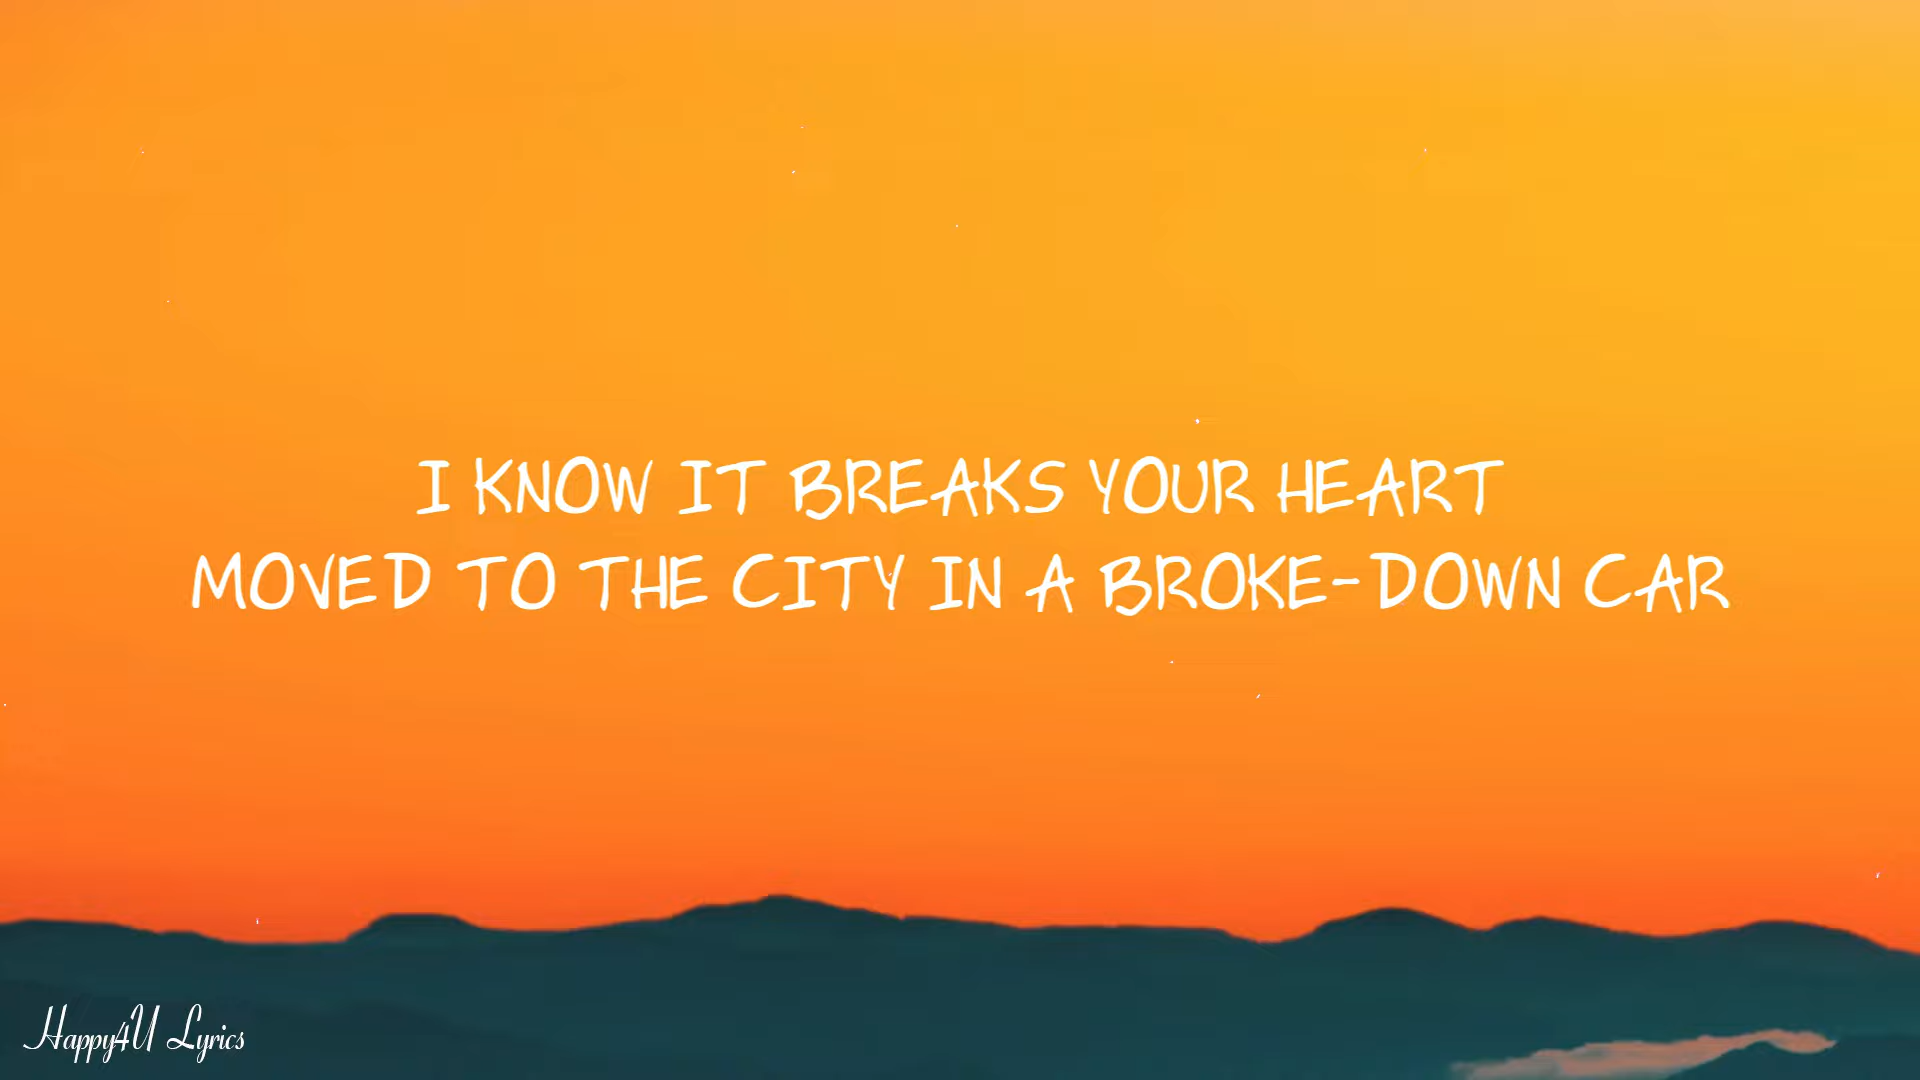 I KNOW IT BREAKS YOUR HEART
MOVED TO THE CITY IN A BROKE-DOWN CAR
Happy4U Lyrics